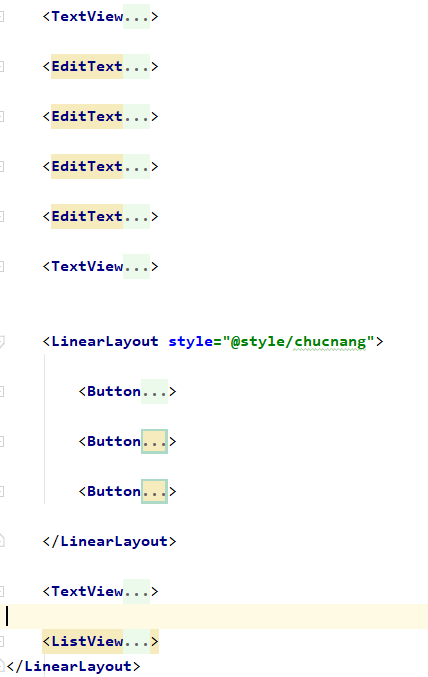 <TextView...>
<EditText...>
<EditText...>
<EditText...>
<EditText...>
<TextView...>
<LinearLayout style="@style/chucnang">
<Button...>
<Button...>
<Button...>
</LinearLayout>
<TextView...>
<ListView...>
</LinearLayout>